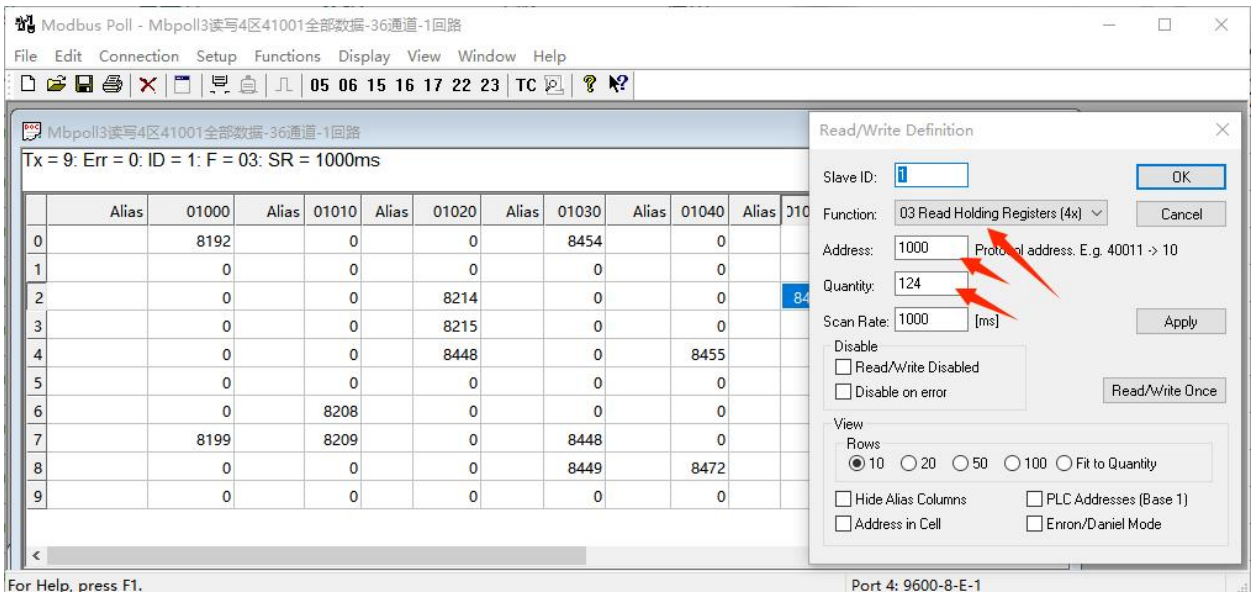 Modbus Poll - Mbpoll3读写4区41001全部数据-36通道-1回路
File Edit Connection Setup Functions Display View Window Help
05 06 15 16 17 22 23 TC
Mbpoll3读写4区41001全部数据-36通道-1回路
Tx = 9: Err = 0: ID = 1: F = 03: SR = 1000ms
Alias 01000 Alias 01010 Alias 01020 Alias 01030 Alias 01040 Alias
0 8192 0 0 8454 0
1 0 0 0 0 0
2 0 0 8214 0 0 84
3 0 0 8215 0 0
4 0 0 8448 0 8455
5 0 0 0 0 0
6 0 8208 0 0 0
7 8199 8209 0 8448 0
8 0 0 0 8449 8472
9 0 0 0 0 0
Read/Write Definition
Slave ID: 1 OK
Function: 03 Read Holding Registers (4x) Cancel
Address: 1000 Protocol address. E.g. 40011 -> 10
Quantity: 124
Scan Rate: 1000 [ms] Apply
Disable
Read/Write Disabled
Disable on error Read/Write Once
View
Rows
10 20 50 100 Fit to Quantity
Hide Alias Columns PLC Addresses (Base 1)
Address in Cell Enron/Daniel Mode
For Help, press F1. Port 4: 9600-8-E-1